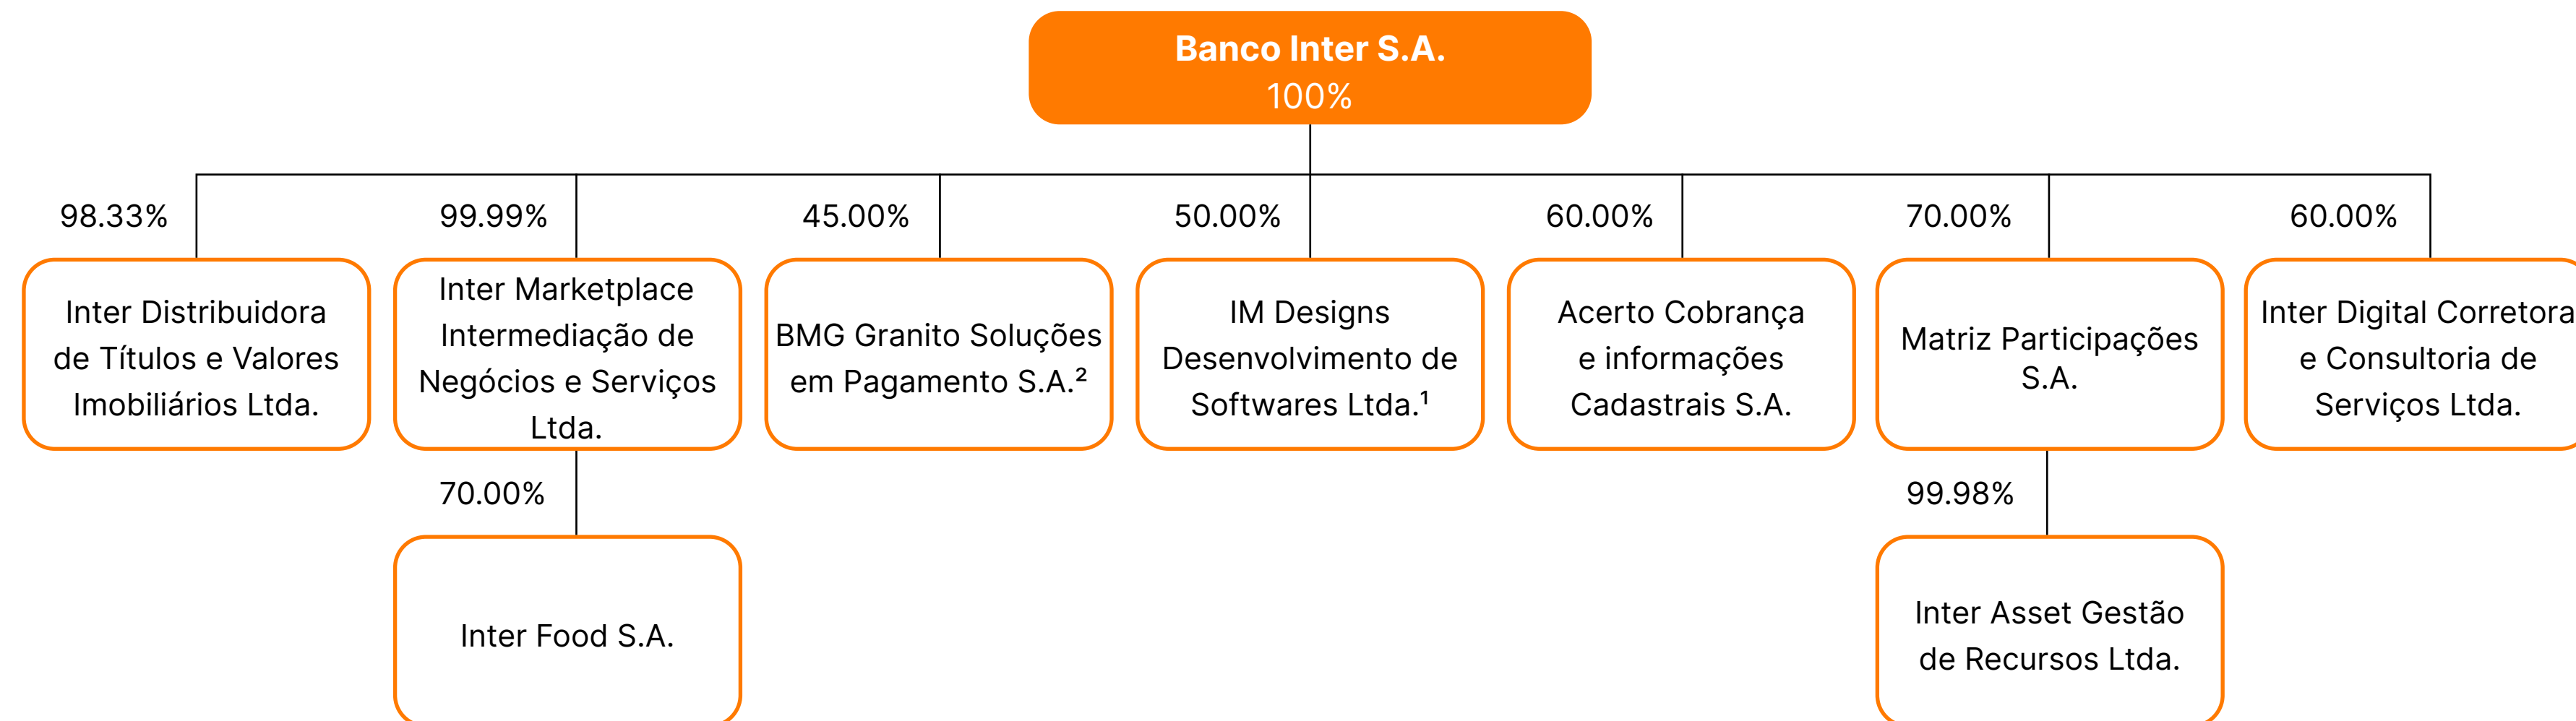 Banco Inter S.A.
100%
98.33%
99.99%
45.00%
50.00%
60.00%
70.00%
60.00%
Inter Distribuidora
de Títulos e Valores
Imobiliários Ltda.
Inter Marketplace
Intermediação de
Negócios e Serviços
Ltda.
BMG Granito Soluções
em Pagamento S.A.²
IM Designs
Desenvolvimento de
Softwares Ltda.¹
Acerto Cobrança
e informações
Cadastrais S.A.
Matriz Participações
S.A.
Inter Digital Corretora
e Consultoria de
Serviços Ltda.
70.00%
99.98%
Inter Food S.A.
Inter Asset Gestão
de Recursos Ltda.